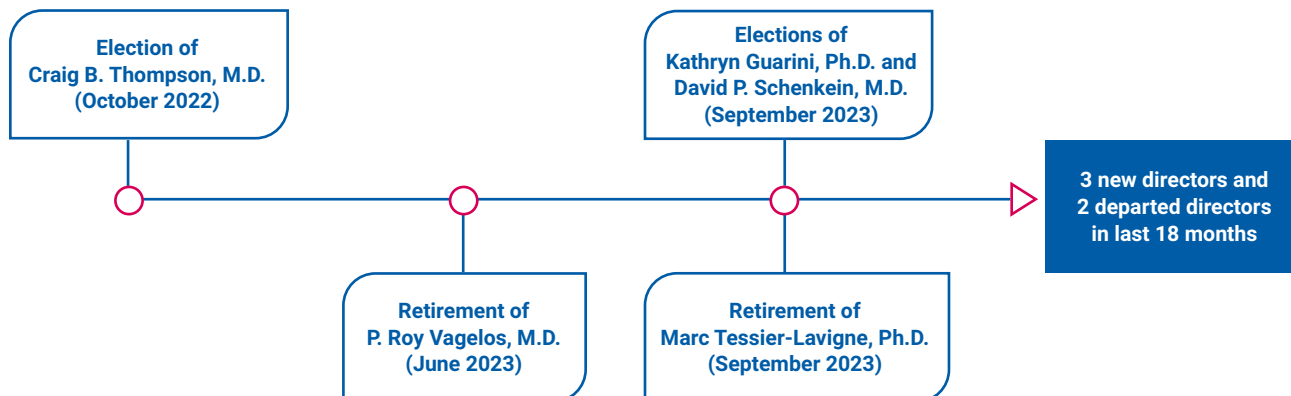 Election of
Craig B. Thompson, M.D.
(October 2022)
Elections of
Kathryn Guarini, Ph.D. and
David P. Schenkein, M.D.
(September 2023)
3 new directors and
2 departed directors
in last 18 months
Retirement of
P. Roy Vagelos, M.D.
(June 2023)
Retirement of
Marc Tessier-Lavigne, Ph.D.
(September 2023)